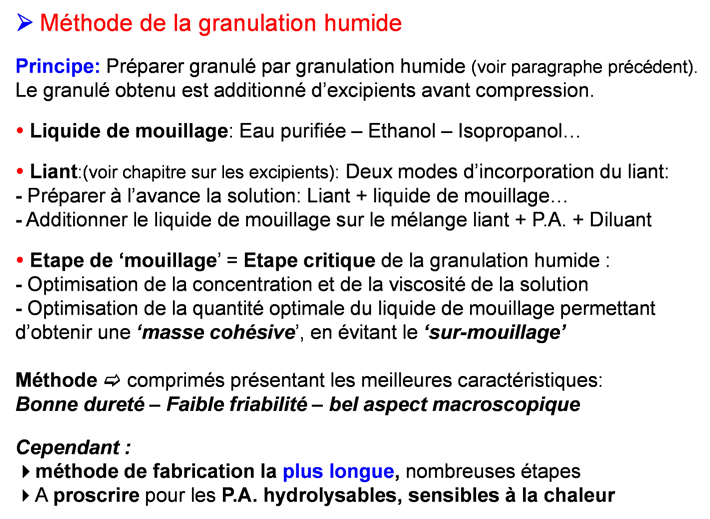 ➢ Méthode de la granulation humide
Principe: Préparer granulé par granulation humide (voir paragraphe précédent).
Le granulé obtenu est additionné d’excipients avant compression.
• Liquide de mouillage: Eau purifiée – Ethanol – Isopropanol…
• Liant:(voir chapitre sur les excipients): Deux modes d’incorporation du liant:
- Préparer à l’avance la solution: Liant + liquide de mouillage…
- Additionner le liquide de mouillage sur le mélange liant + P.A. + Diluant
• Etape de ‘mouillage’ = Etape critique de la granulation humide :
- Optimisation de la concentration et de la viscosité de la solution
- Optimisation de la quantité optimale du liquide de mouillage permettant
d’obtenir une ‘masse cohésive’, en évitant le ‘sur-mouillage’
Méthode ➪ comprimés présentant les meilleures caractéristiques:
Bonne dureté – Faible friabilité – bel aspect macroscopique
Cependant :
méthode de fabrication la plus longue, nombreuses étapes
A proscrire pour les P.A. hydrolysables, sensibles à la chaleur